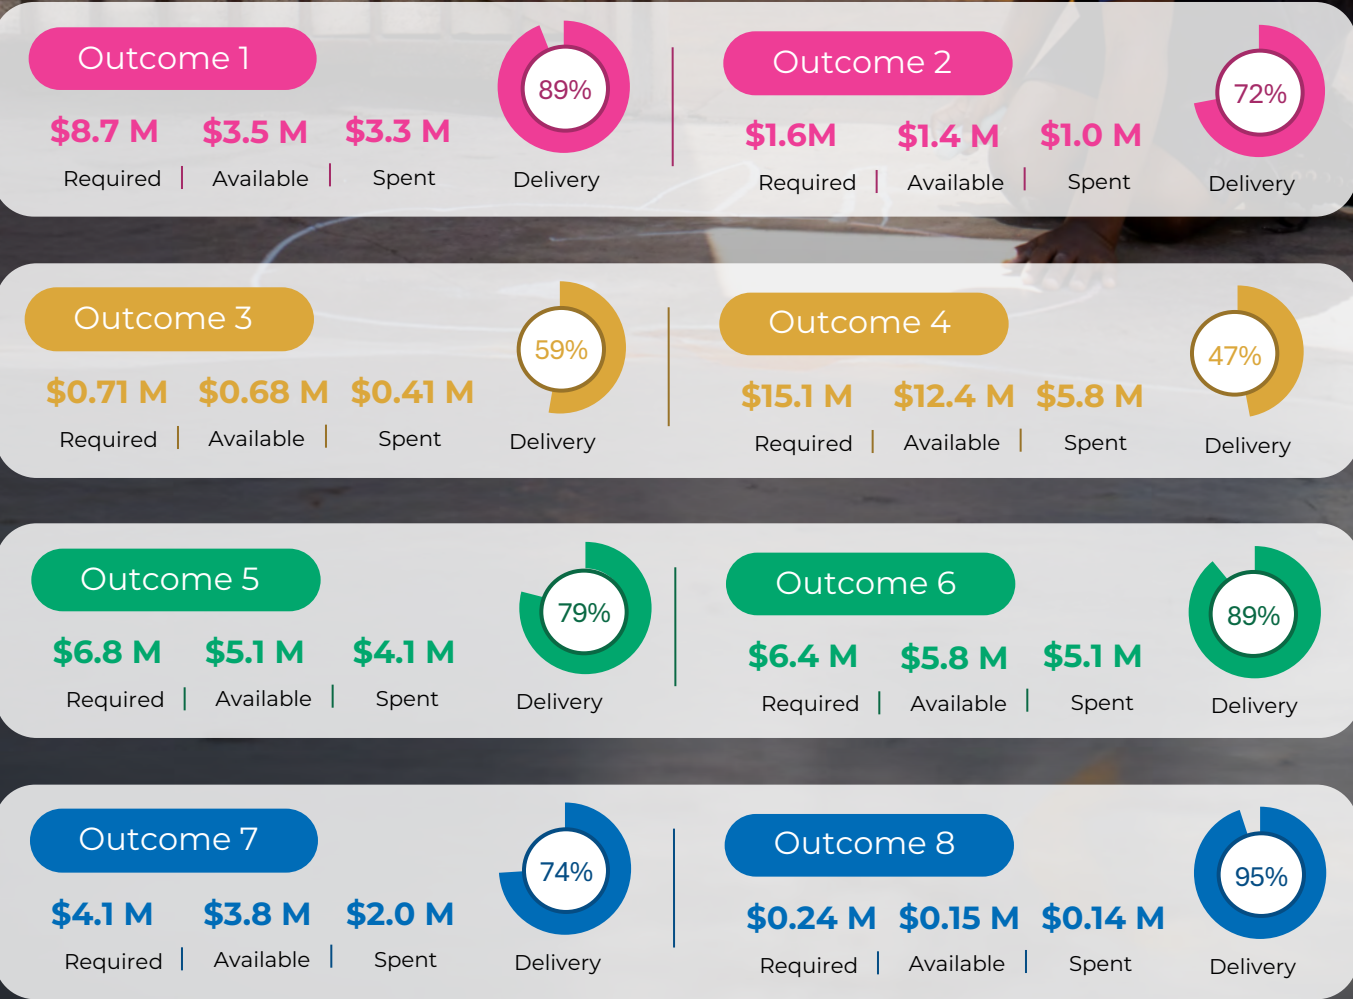 Outcome 1
89%
$8.7 M $3.5 M $3.3 M
Required Available Spent Delivery
Outcome 2
72%
$1.6M $1.4 M $1.0 M
Required Available Spent Delivery
Outcome 3
59%
$0.71 M $0.68 M $0.41 M
Required Available Spent Delivery
Outcome 4
47%
$15.1 M $12.4 M $5.8 M
Required Available Spent Delivery
Outcome 5
79%
$6.8 M $5.1 M $4.1 M
Required Available Spent Delivery
Outcome 6
89%
$6.4 M $5.8 M $5.1 M
Required Available Spent Delivery
Outcome 7
74%
$4.1 M $3.8 M $2.0 M
Required Available Spent Delivery
Outcome 8
95%
$0.24 M $0.15 M $0.14 M
Required Available Spent Delivery